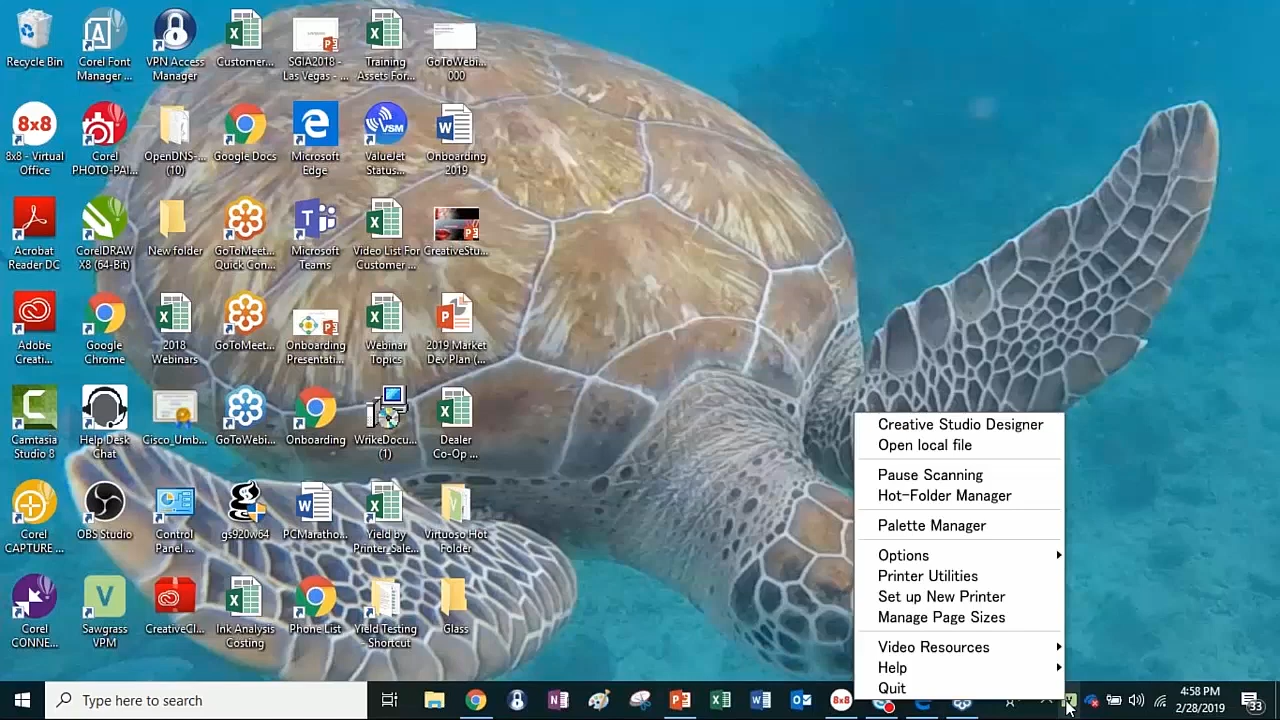 Recycle Bin
Corel Font
Manager ...
VPN Access
Manager
Customer...
SGIA2018 -
Las Vegas - ...
Training
Assets For...
GoToWebi...
000
8x8
8x8 - Virtual
Office
Corel
PHOTO-PAI...
OpenDNS-...
(10)
Google Docs
Microsoft
Edge
VSM
ValueJet
Status...
Onboarding
2019
Acrobat
Reader DC
CorelDRAW
X8 (64-Bit)
New folder
GoToMeet...
Quick Con...
Microsoft
Teams
Video List For
Customer ...
CreativeStu...
Adobe
Creati...
Google
Chrome
2018
Webinars
GoToMeet...
Onboarding
Presentati...
Webinar
Topics
2019 Market
Dev Plan (...
Camtasia
Studio 8
Help Desk
Chat
Cisco_Umb...
GoToWebi...
Onboarding
WrikeDocu...
(1)
Dealer
Co-Op ...
Corel
CAPTURE ...
OBS Studio
Control
Panel ...
gs920w64
PCMaratho...
Yield by
Printer_Sale...
Virtuoso Hot
Folder
Corel
CONNE...
Sawgrass
VPM
CreativeCl...
Ink Analysis
Costing
Phone List
Yield Testing
- Shortcut
Glass
Creative Studio Designer
Open local file
Pause Scanning
Hot-Folder Manager
Palette Manager
Options
Printer Utilities
Set up New Printer
Manage Page Sizes
Video Resources
Help
Quit
Type here to search
8x8
4:58 PM
2/28/2019
33